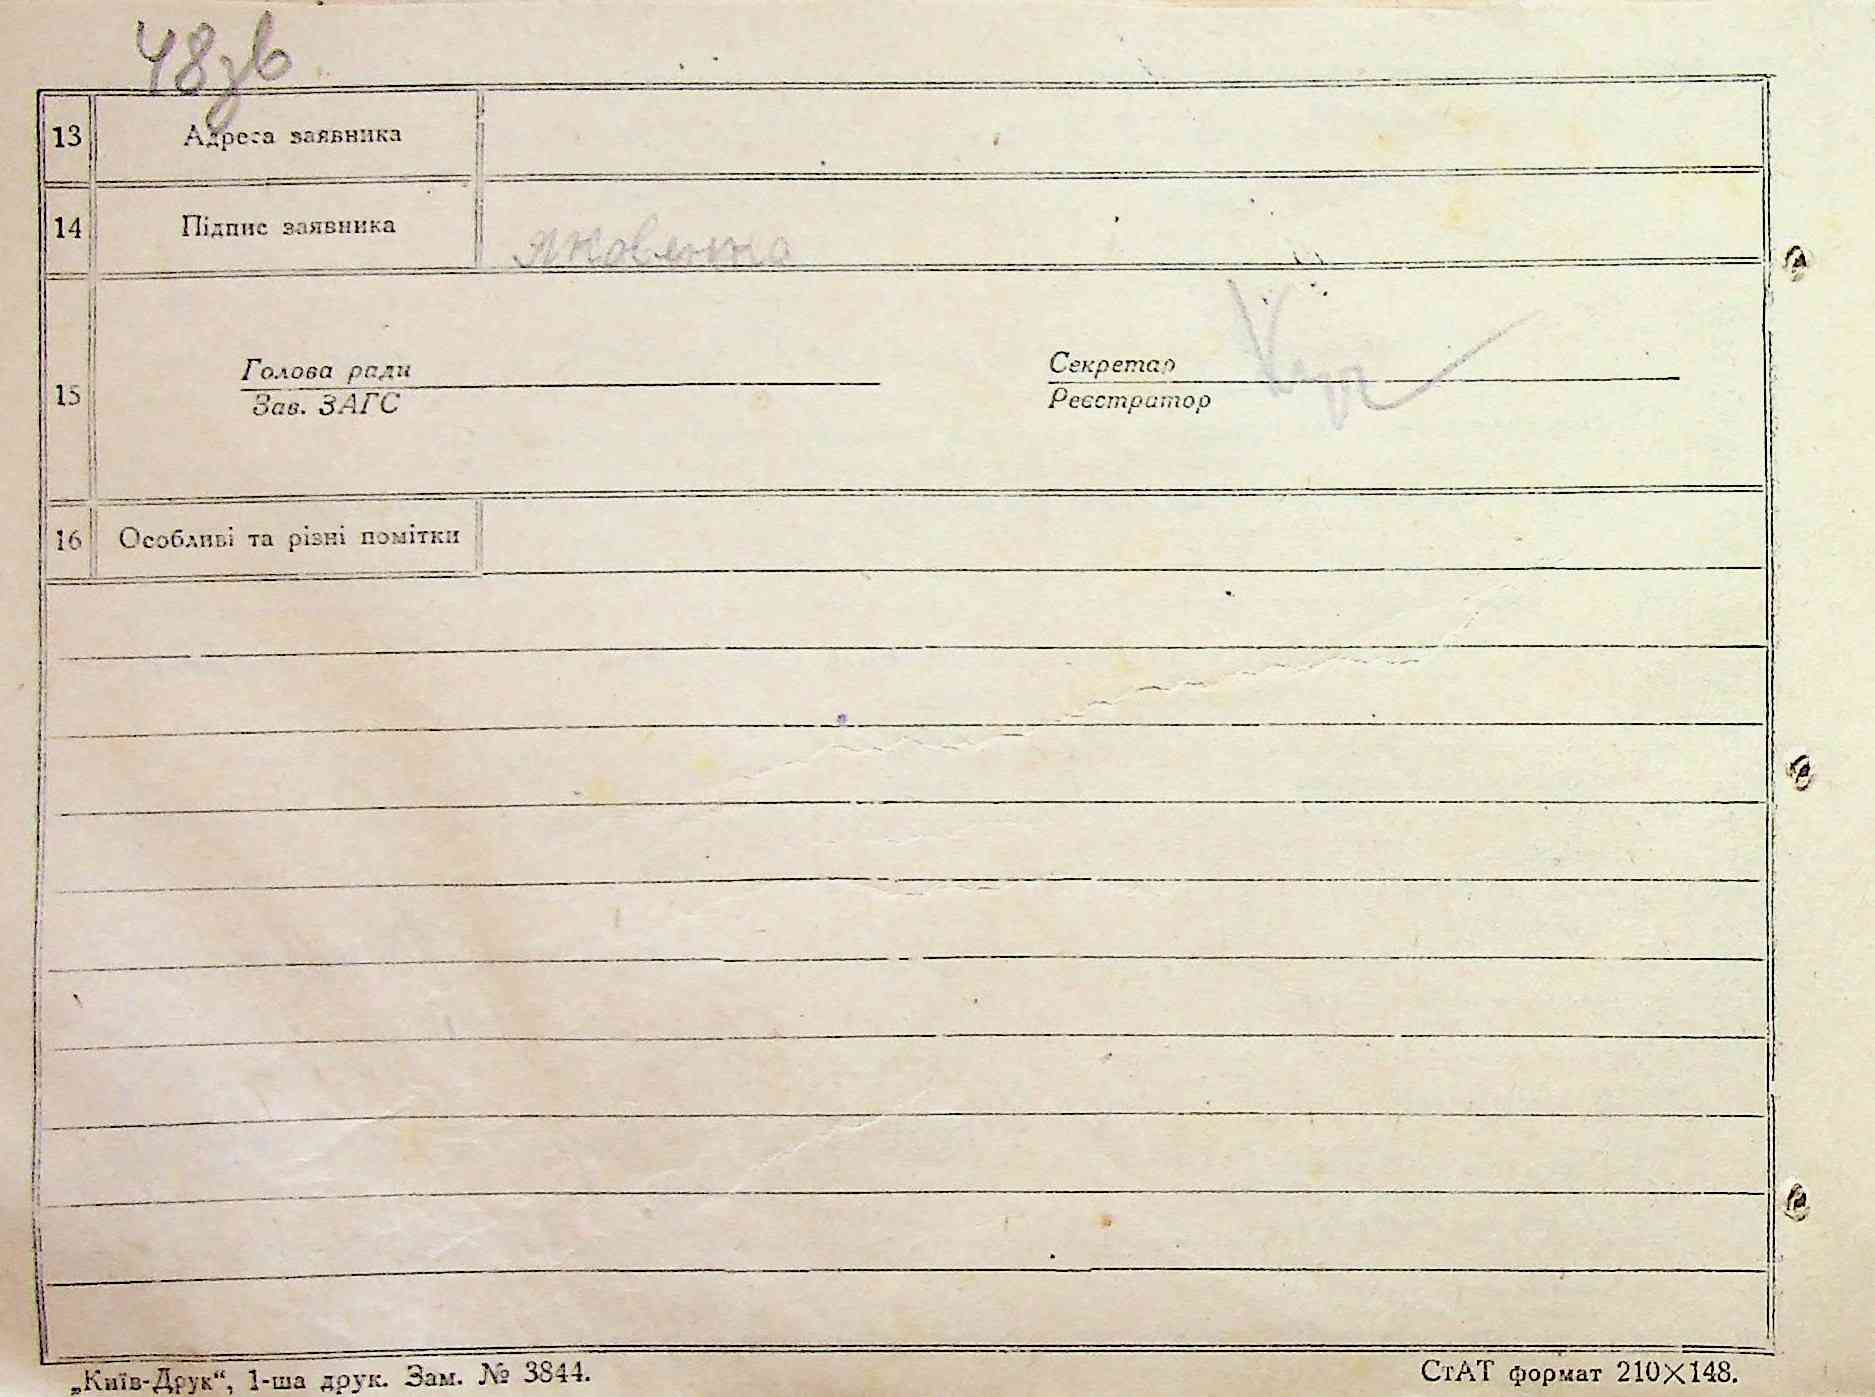 48зв
13 Адреса заявника
14 Підпис заявника Яковенко
15 Голова ради Секретар
Зав. ЗАГС Реєстратор
16 Особливі та різні помітки
„Київ-Друк“, 1-ша друк. Зам. № 3844. СтАТ формат 210×148.